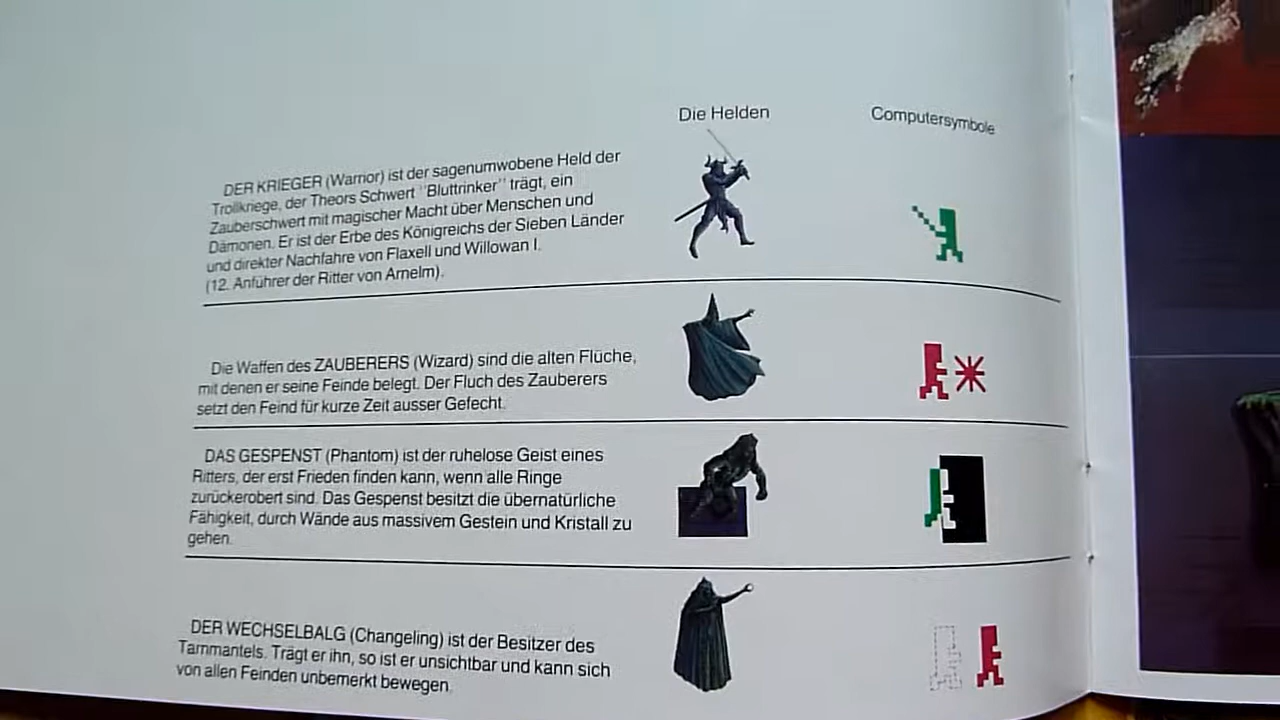 Die Helden
Computersymbole
DER KRIEGER (Warrior) ist der sagenumwobene Held der
Trollkriege, der Theors Schwert "Bluttrinker" trägt, ein
Zauberschwert mit magischer Macht über Menschen und
Dämonen. Er ist der Erbe des Königreichs der Sieben Länder
und direkter Nachfahre von Flaxell und Willowan I.
(12. Anführer der Ritter von Arnelm).
Die Waffen des ZAUBERERS (Wizard) sind die alten Flüche,
mit denen er seine Feinde belegt. Der Fluch des Zauberers
setzt den Feind für kurze Zeit ausser Gefecht.
DAS GESPENST (Phantom) ist der ruhelose Geist eines
Ritters, der erst Frieden finden kann, wenn alle Ringe
zurückerobert sind. Das Gespenst besitzt die übernatürliche
Fähigkeit, durch Wände aus massivem Gestein und Kristall zu
gehen.
DER WECHSELBALG (Changeling) ist der Besitzer des
Tarnmantels. Trägt er ihn, so ist er unsichtbar und kann sich
von allen Feinden unbemerkt bewegen.